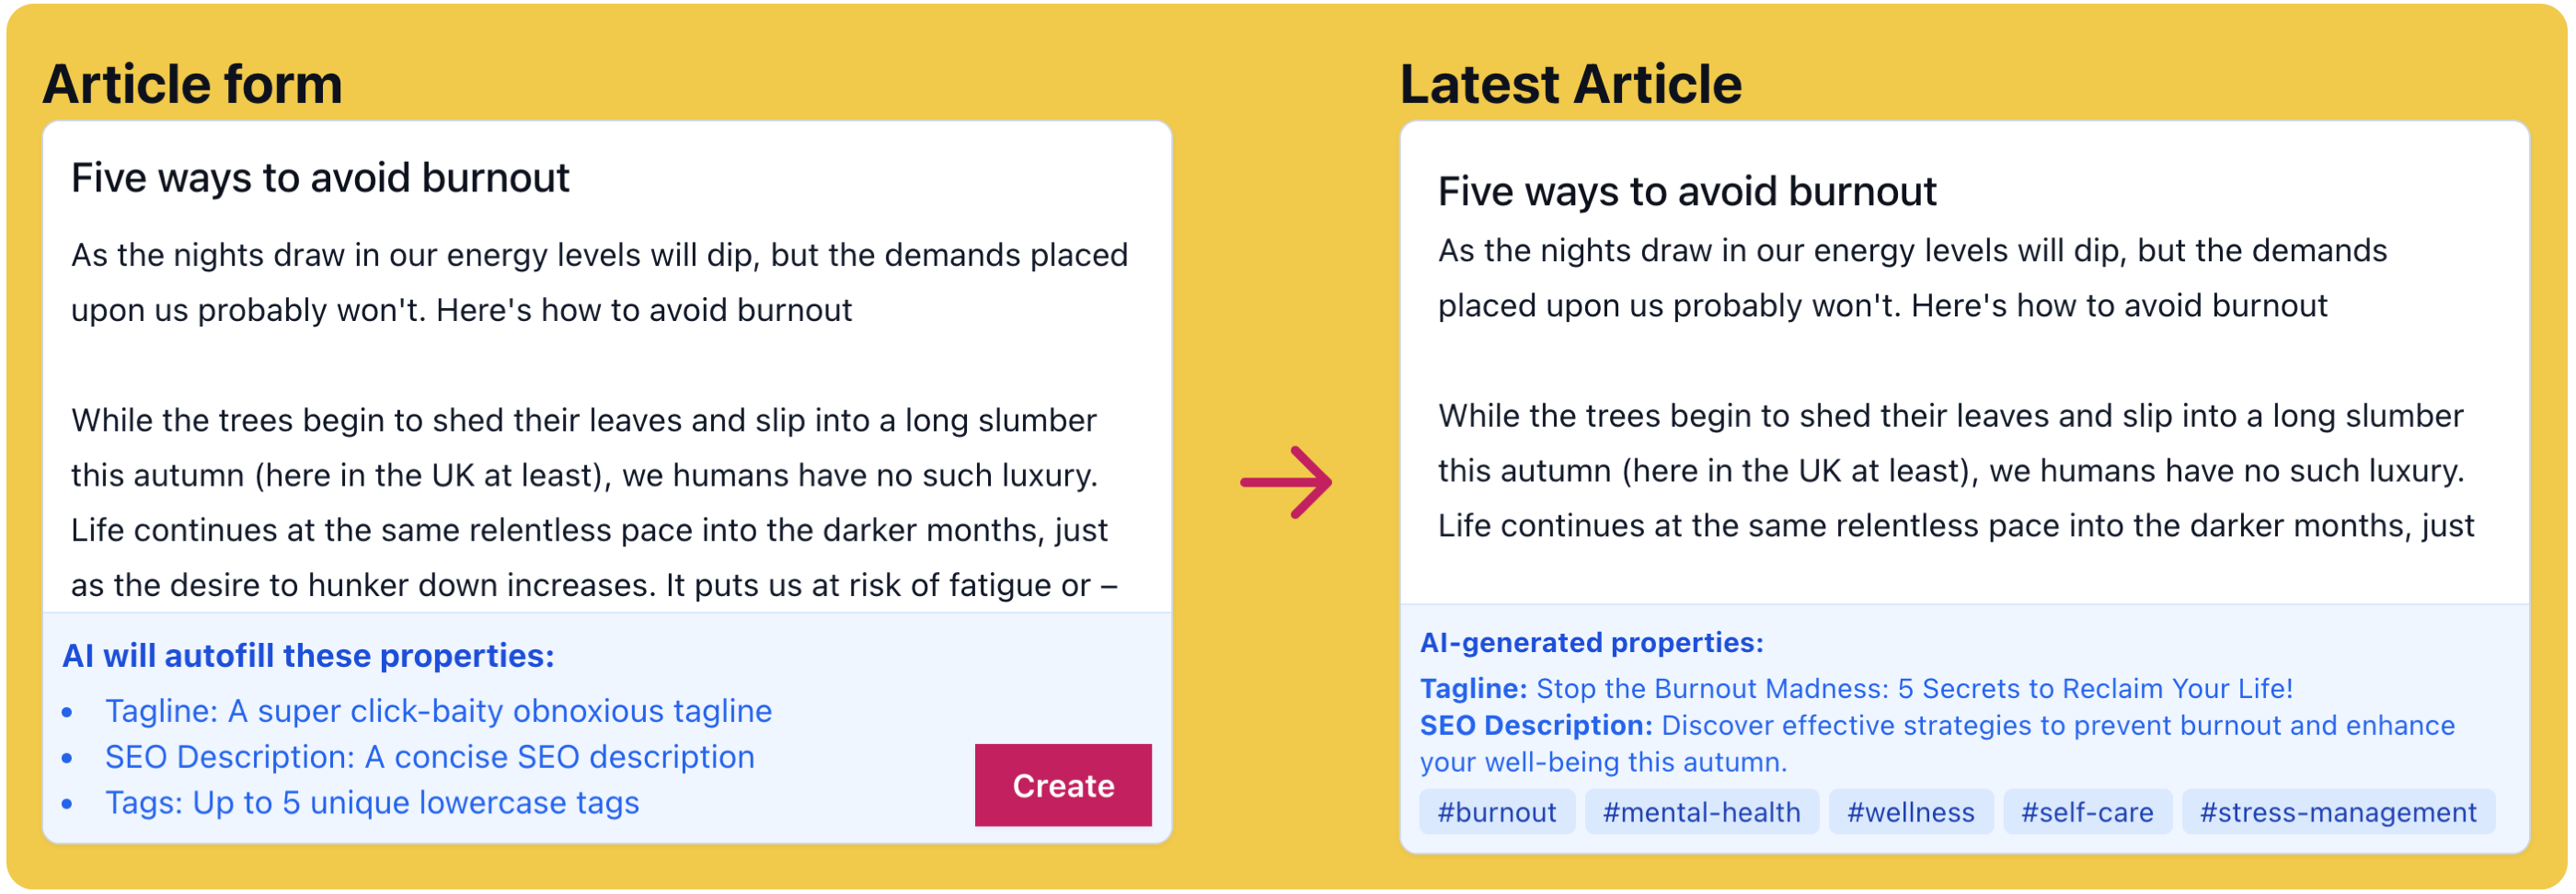 Article form
Five ways to avoid burnout
As the nights draw in our energy levels will dip, but the demands placed
upon us probably won't. Here's how to avoid burnout
While the trees begin to shed their leaves and slip into a long slumber
this autumn (here in the UK at least), we humans have no such luxury.
Life continues at the same relentless pace into the darker months, just
as the desire to hunker down increases. It puts us at risk of fatigue or –
AI will autofill these properties:
• Tagline: A super click-baity obnoxious tagline
• SEO Description: A concise SEO description
• Tags: Up to 5 unique lowercase tags
Create
Latest Article
Five ways to avoid burnout
As the nights draw in our energy levels will dip, but the demands
placed upon us probably won't. Here's how to avoid burnout
While the trees begin to shed their leaves and slip into a long slumber
this autumn (here in the UK at least), we humans have no such luxury.
Life continues at the same relentless pace into the darker months, just
AI-generated properties:
Tagline: Stop the Burnout Madness: 5 Secrets to Reclaim Your Life!
SEO Description: Discover effective strategies to prevent burnout and enhance
your well-being this autumn.
#burnout #mental-health #wellness #self-care #stress-management